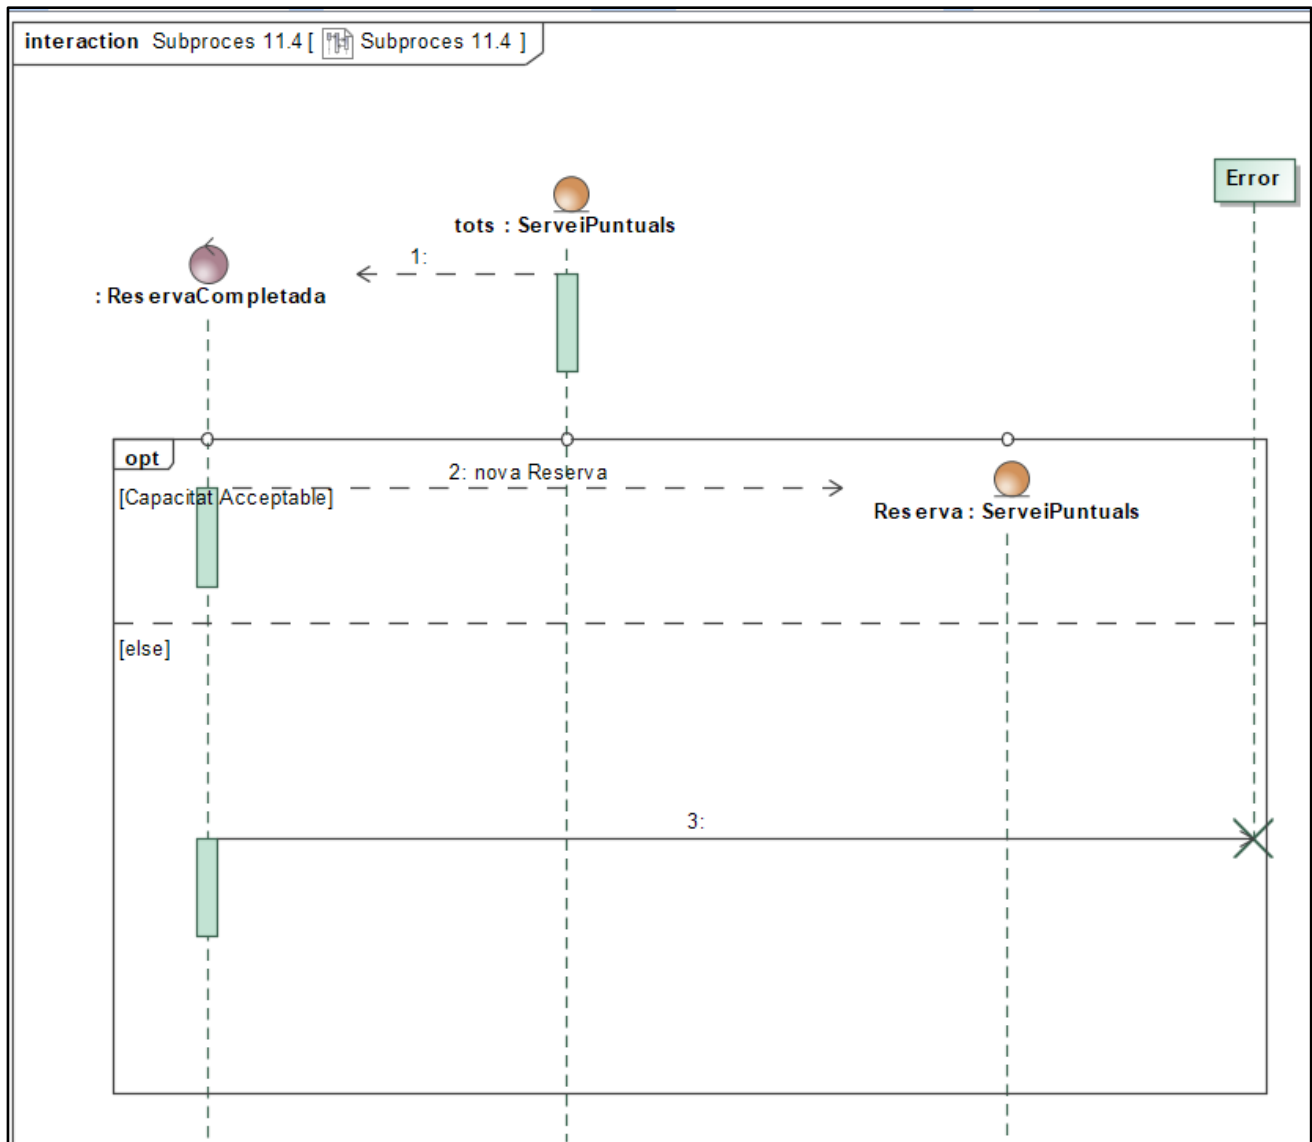 interaction Subproces 11.4 [ Subproces 11.4 ]
Error
tots : ServeiPuntuals
1:
: ReservaCompletada
opt
2: nova Reserva
[Capacitat Acceptable]
Reserva : ServeiPuntuals
[else]
3: